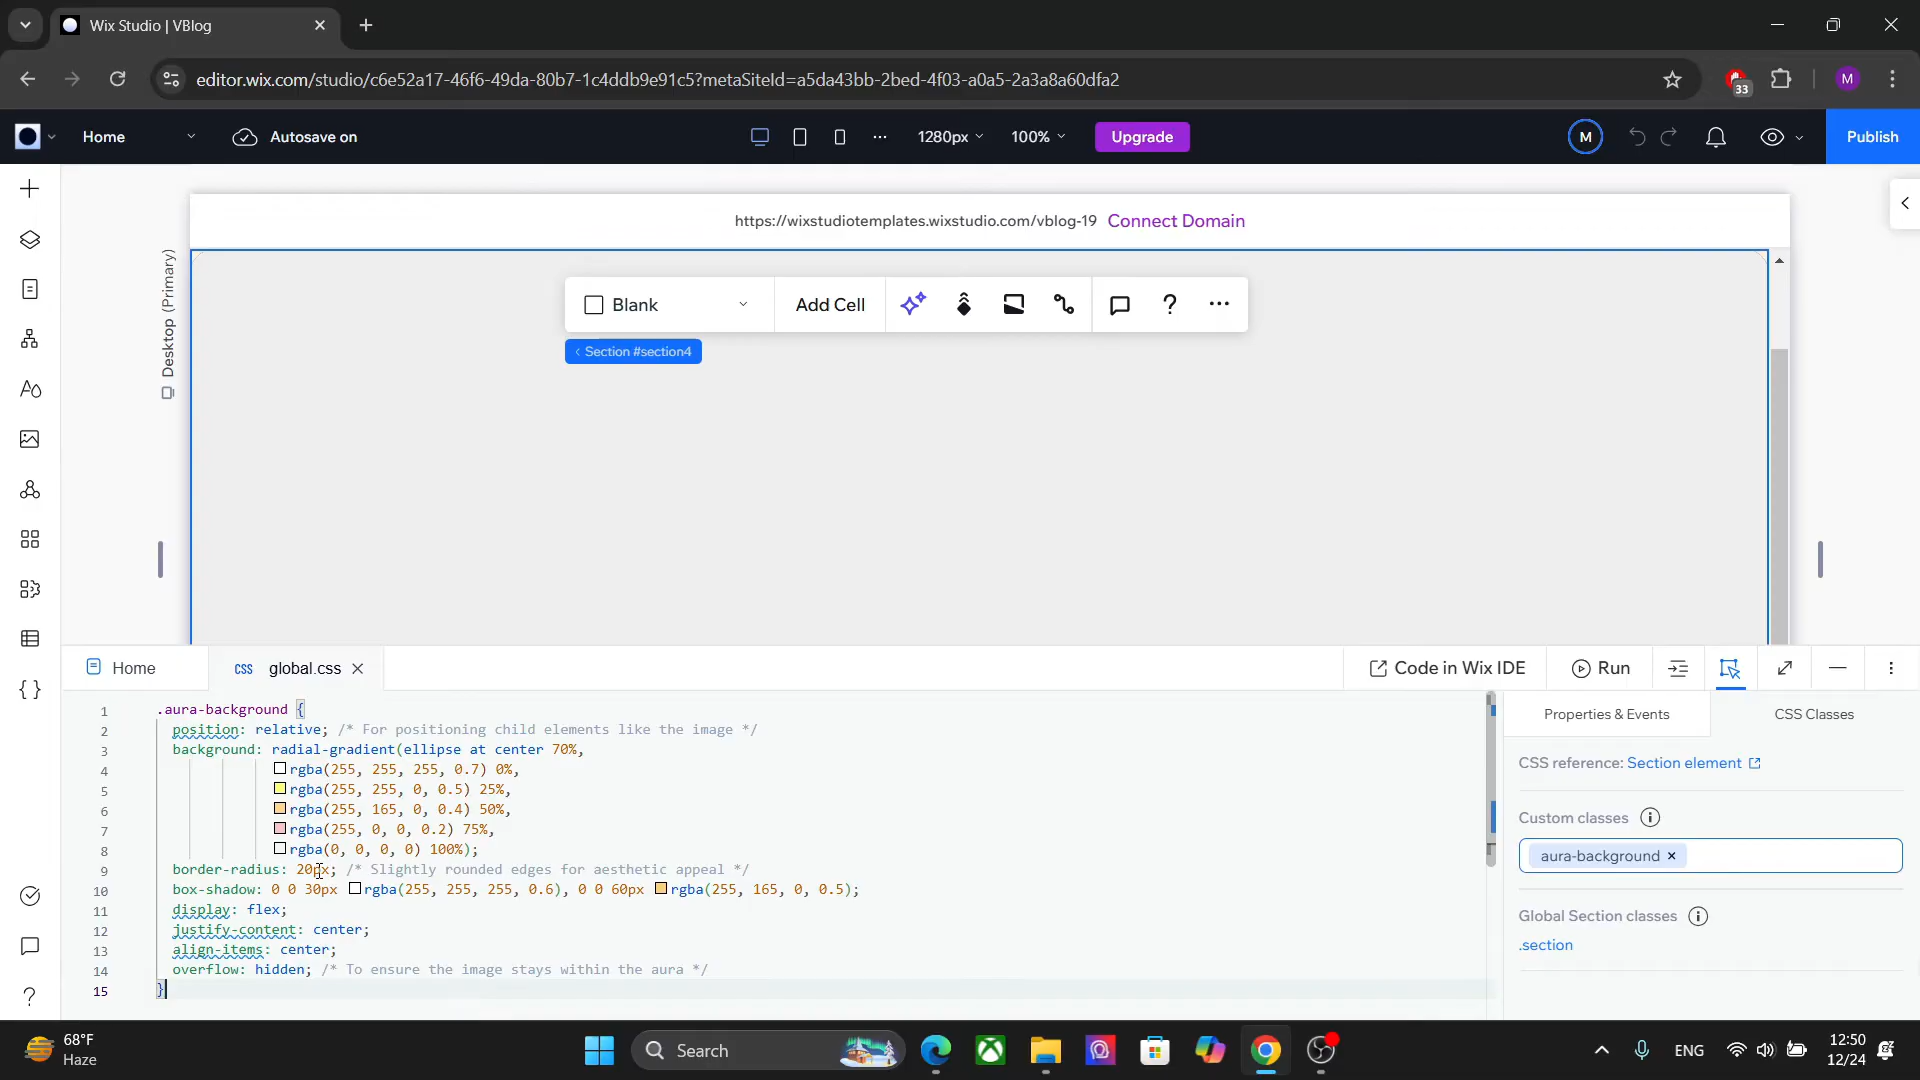 Wix Studio | VBlog
editor.wix.com/studio/c6e52a17-46f6-49da-80b7-1c4ddb9e91c5?metaSiteId=a5da43bb-2bed-4f03-a0a5-2a3a8a60dfa2
33
M
Home
Autosave on
1280px
100%
Upgrade
M
Publish
https://wixstudiotemplates.wixstudio.com/vblog-19 Connect Domain
Desktop (Primary)
Blank
Add Cell
Section #section4
Home
CSS global.css
Code in Wix IDE
Run
1 .aura-background {
2 position: relative; /* For positioning child elements like the image */
3 background: radial-gradient(ellipse at center 70%,
4 rgba(255, 255, 255, 0.7) 0%,
5 rgba(255, 255, 0, 0.5) 25%,
6 rgba(255, 165, 0, 0.4) 50%,
7 rgba(255, 0, 0, 0.2) 75%,
8 rgba(0, 0, 0, 0) 100%);
9 border-radius: 20px; /* Slightly rounded edges for aesthetic appeal */
10 box-shadow: 0 0 30px rgba(255, 255, 255, 0.6), 0 0 60px rgba(255, 165, 0, 0.5);
11 display: flex;
12 justify-content: center;
13 align-items: center;
14 overflow: hidden; /* To ensure the image stays within the aura */
15 }
Properties & Events
CSS Classes
CSS reference: Section element
Custom classes
aura-background
Global Section classes
.section
68°F
Haze
Search
ENG
12:50
12/24